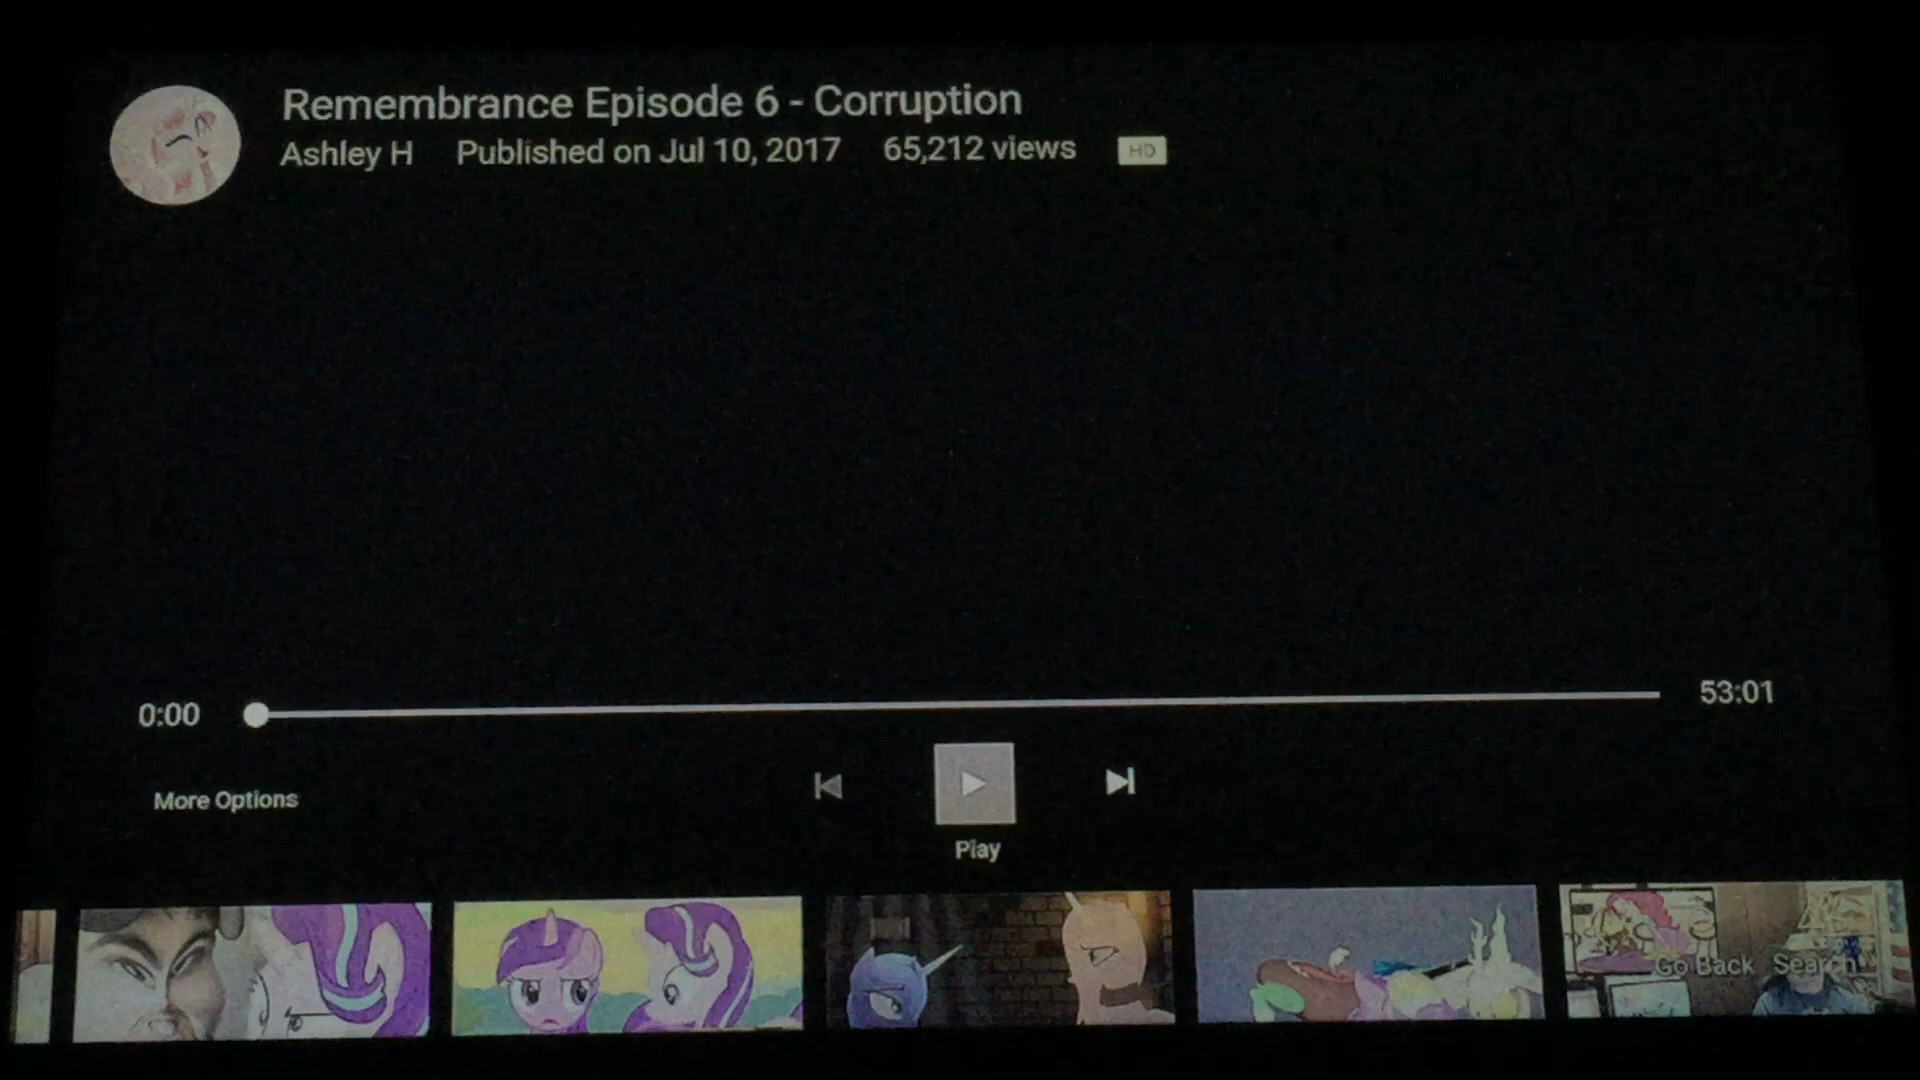 Remembrance Episode 6 - Corruption
Ashley H Published on Jul 10, 2017 65,212 views HD
0:00 53:01
More Options
Play
Go Back Search